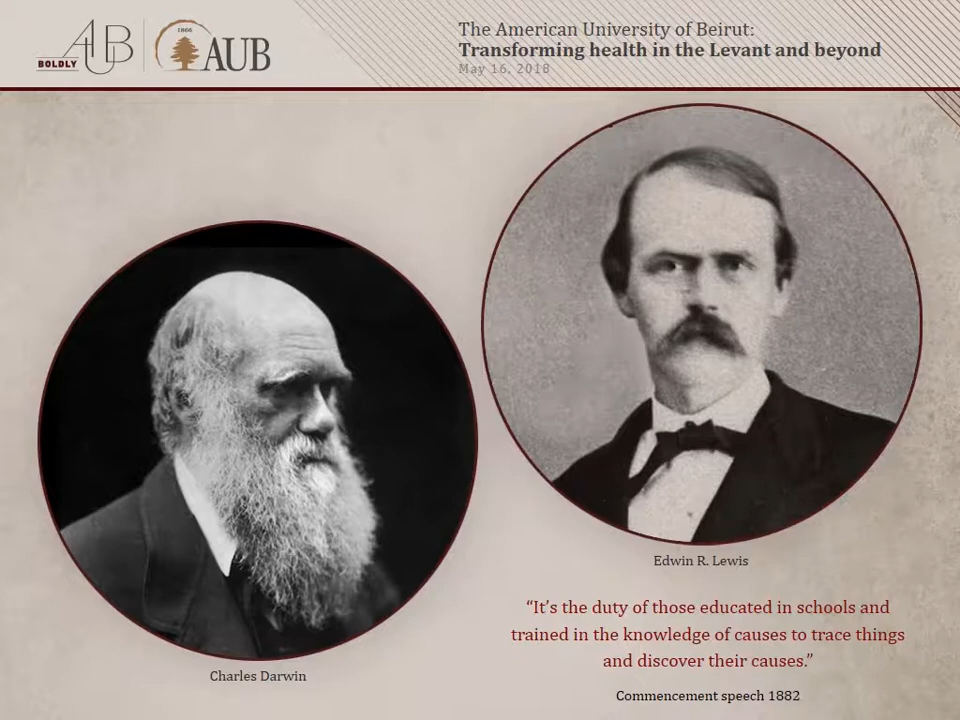 AUB
BOLDLY
1866
AUB
The American University of Beirut:
Transforming health in the Levant and beyond
May 16, 2018
Edwin R. Lewis
“It’s the duty of those educated in schools and
trained in the knowledge of causes to trace things
and discover their causes.”
Charles Darwin
Commencement speech 1882